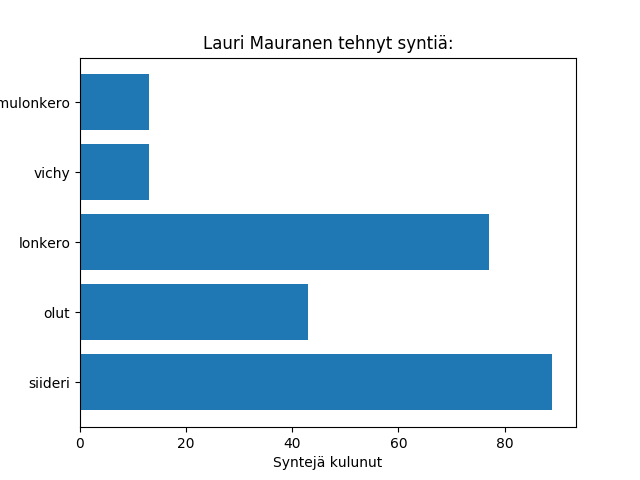 Lauri Mauranen tehnyt syntiä:
mulonkero
vichy
lonkero
olut
siideri
0 20 40 60 80
Syntejä kulunut